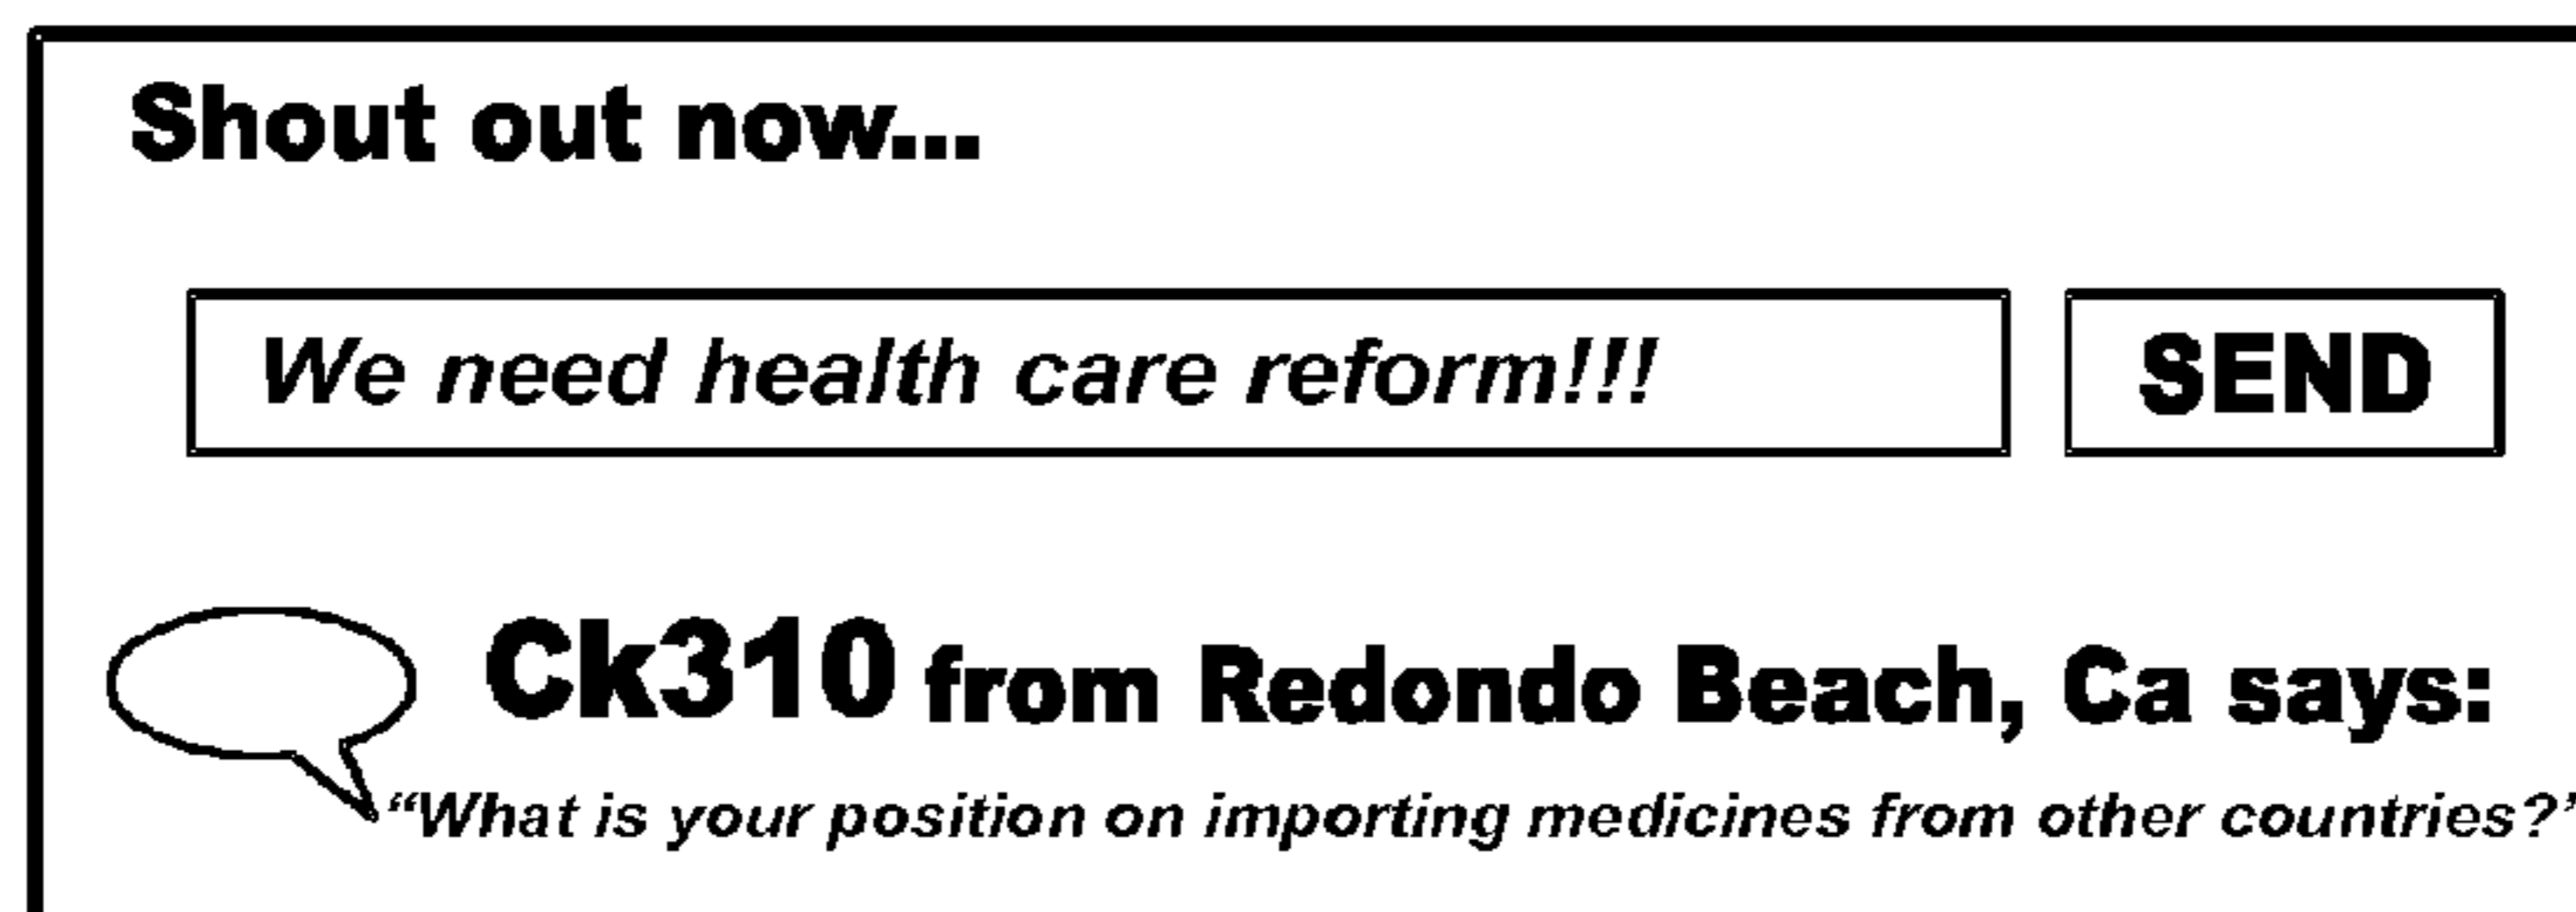 Shout out now...
We need health care reform!!!
SEND
Ck310 from Redondo Beach, Ca says:
“What is your position on importing medicines from other countries?”